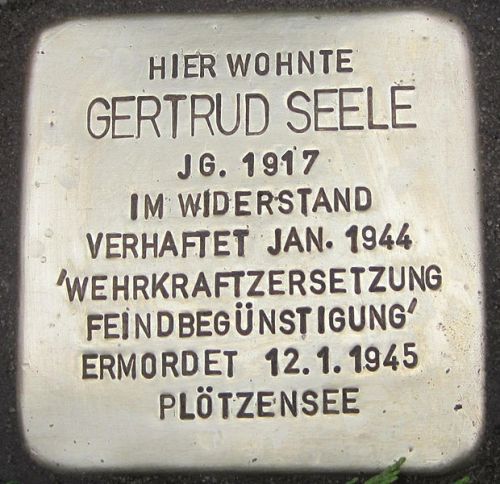 HIER WOHNTE
GERTRUD SEELE
JG. 1917
IM WIDERSTAND
VERHAFTET JAN. 1944
'WEHRKRAFTZERSETZUNG
FEINDBEGÜNSTIGUNG'
ERMORDET 12.1.1945
PLÖTZENSEE